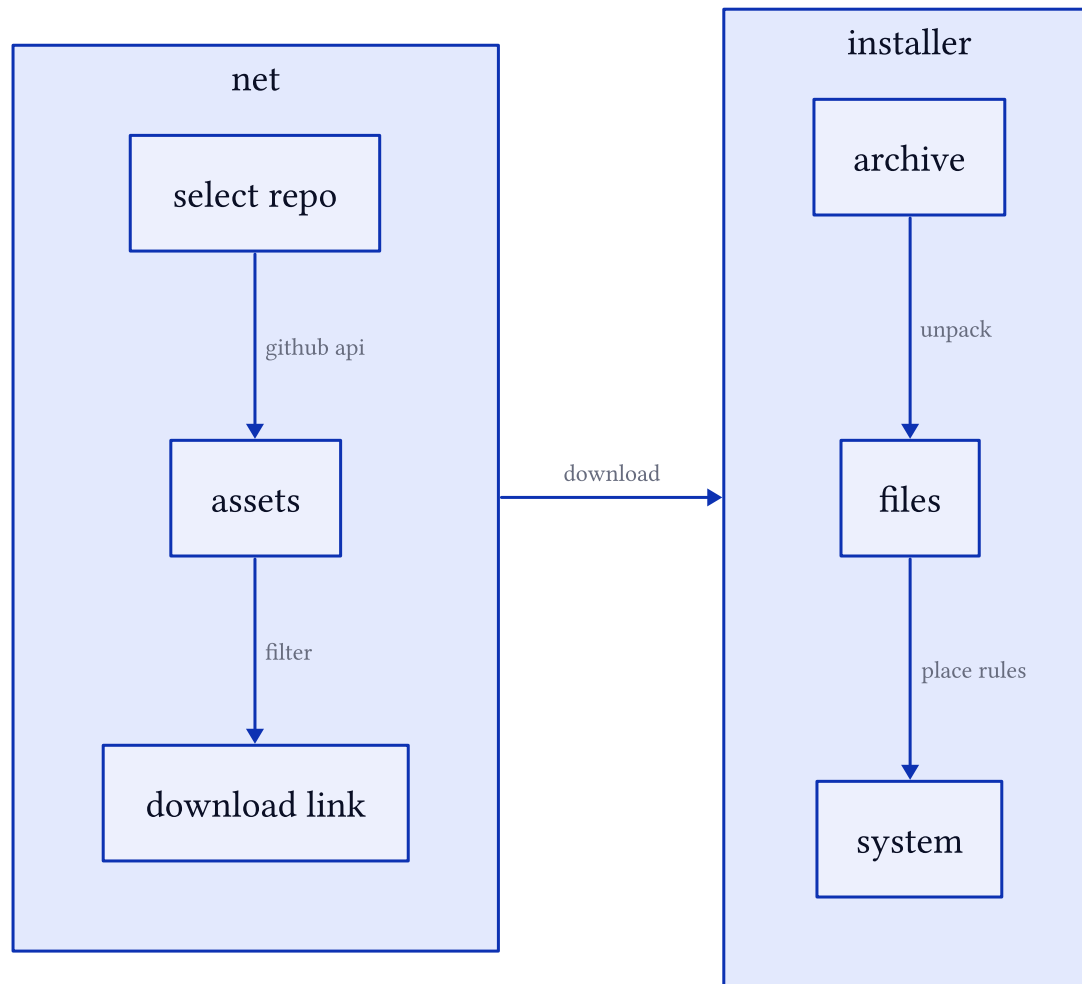 net
select repo
github api
assets
filter
download link
download
installer
archive
unpack
files
place rules
system